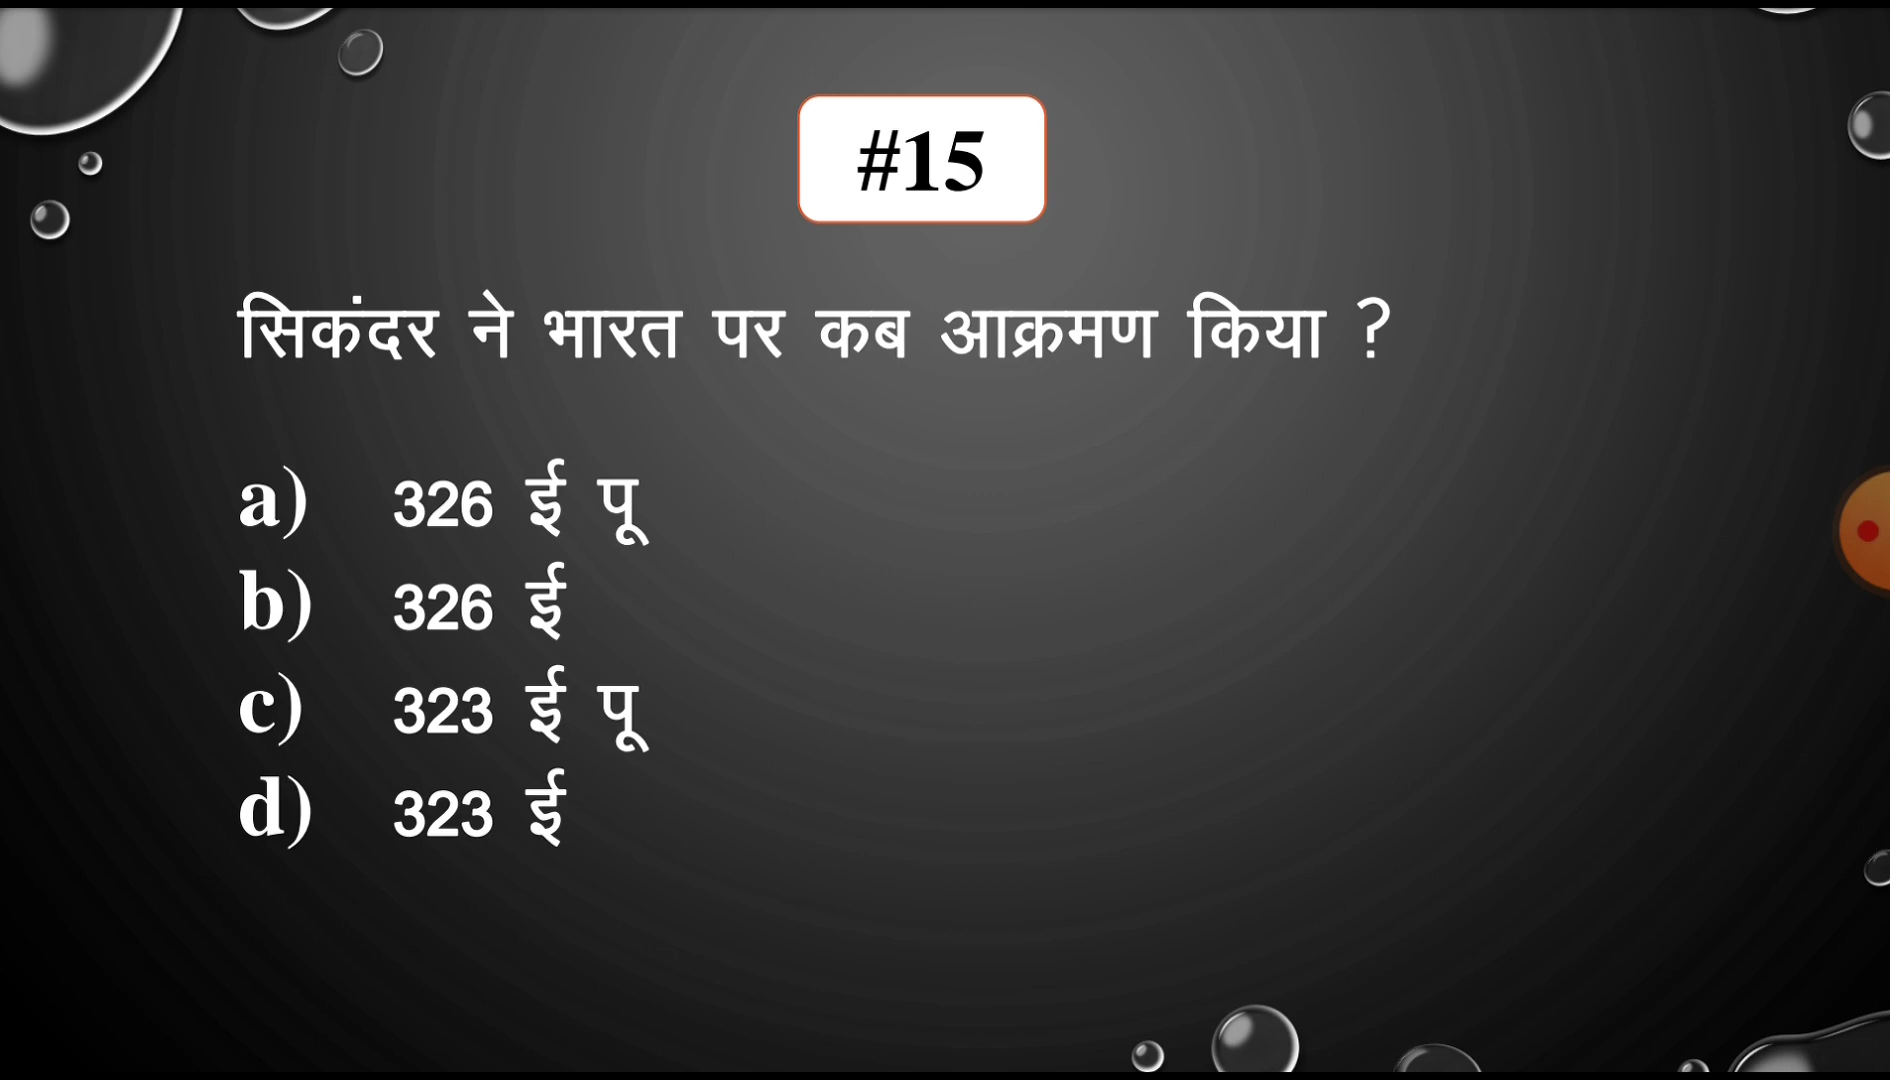 #15
सिकंदर ने भारत पर कब आक्रमण किया ?
a) 326 ई पू
b) 326 ई
c) 323 ई पू
d) 323 ई